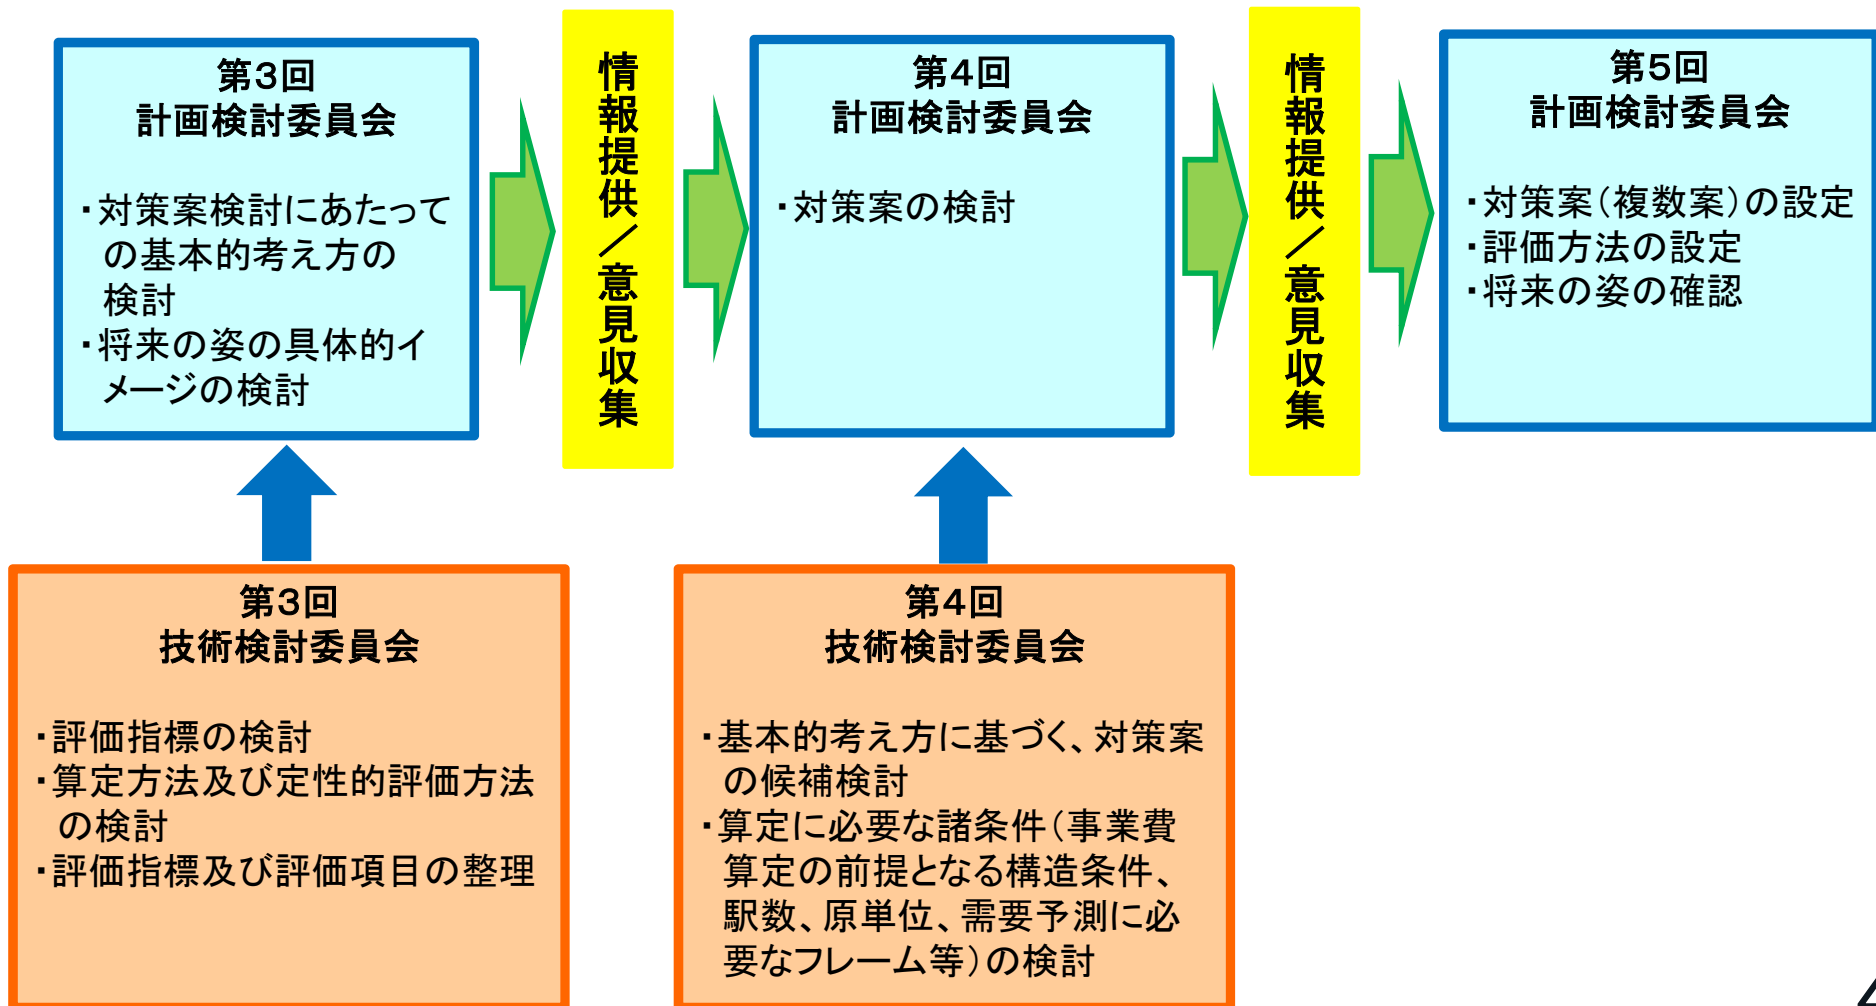 第3回
計画検討委員会
・対策案検討にあたって
の基本的考え方の
検討
・将来の姿の具体的イ
メージの検討
情報提供／意見収集
第4回
計画検討委員会
・対策案の検討
情報提供／意見収集
第5回
計画検討委員会
・対策案（複数案）の設定
・評価方法の設定
・将来の姿の確認
第3回
技術検討委員会
・評価指標の検討
・算定方法及び定性的評価方法
の検討
・評価指標及び評価項目の整理
第4回
技術検討委員会
・基本的考え方に基づく、対策案
の候補検討
・算定に必要な諸条件（事業費
算定の前提となる構造条件、
駅数、原単位、需要予測に必
要なフレーム等）の検討